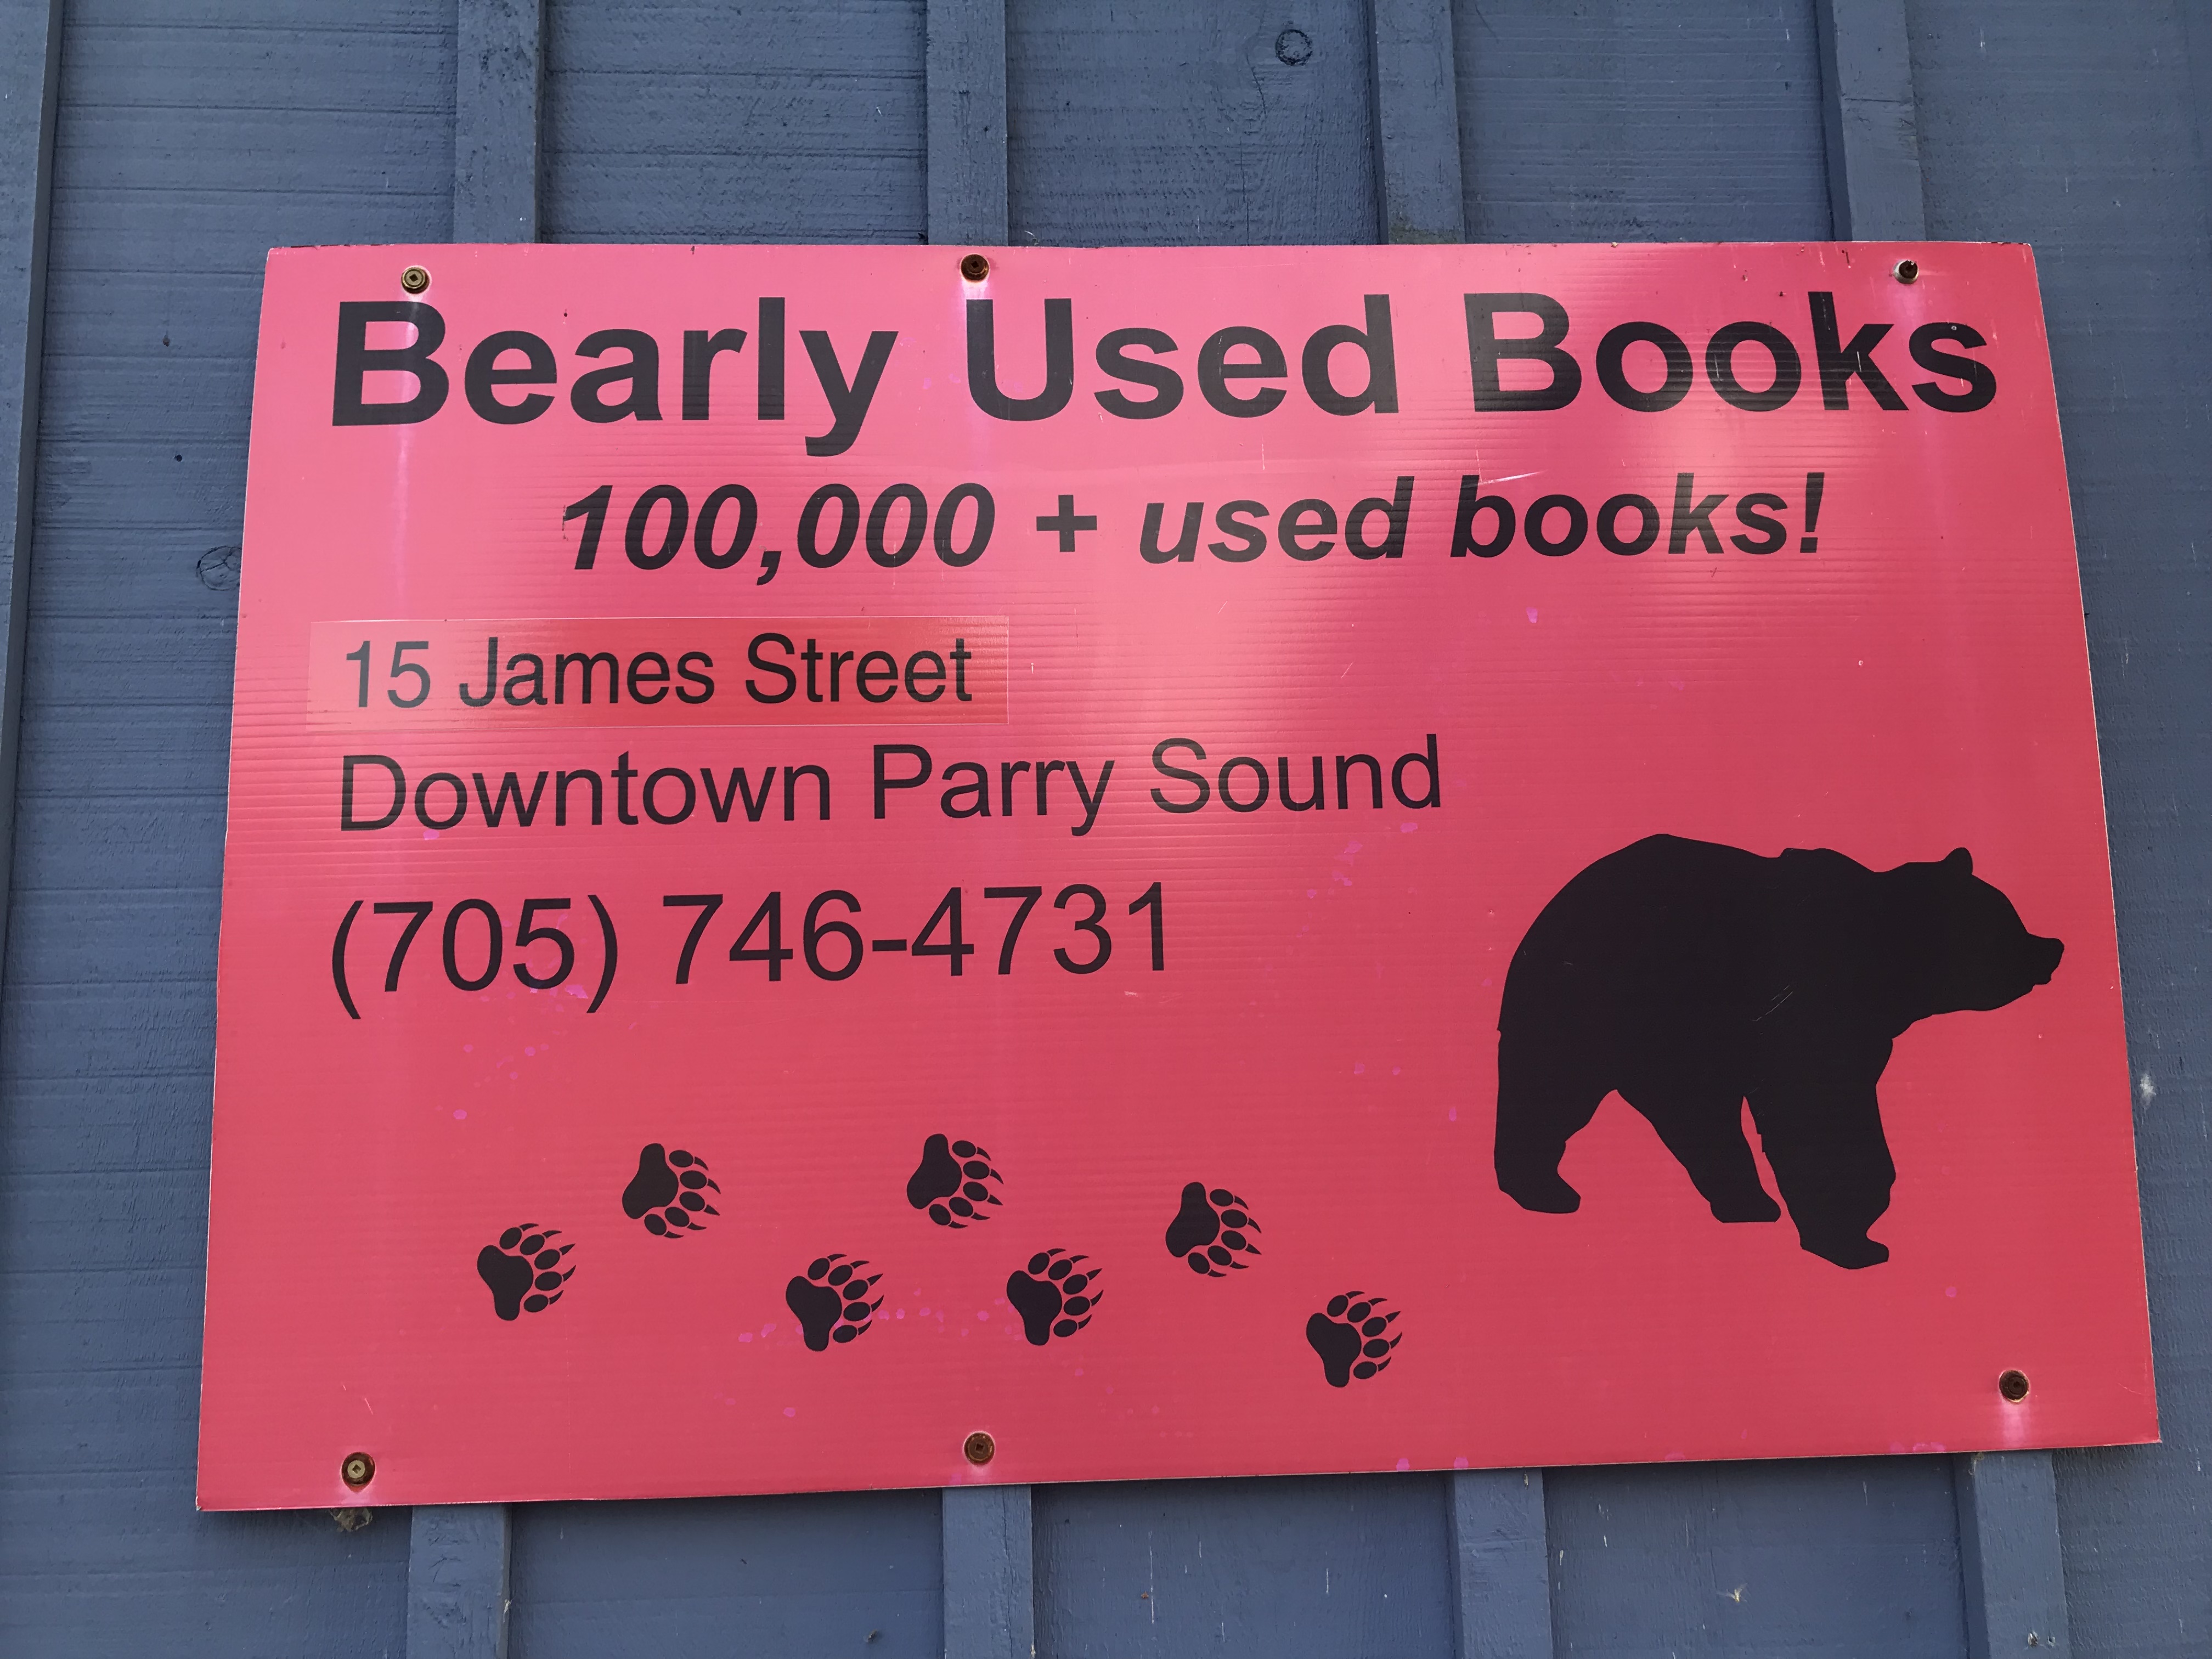 Bearly Used Books
100,000 + used books!
15 James Street
Downtown Parry Sound
(705) 746-4731